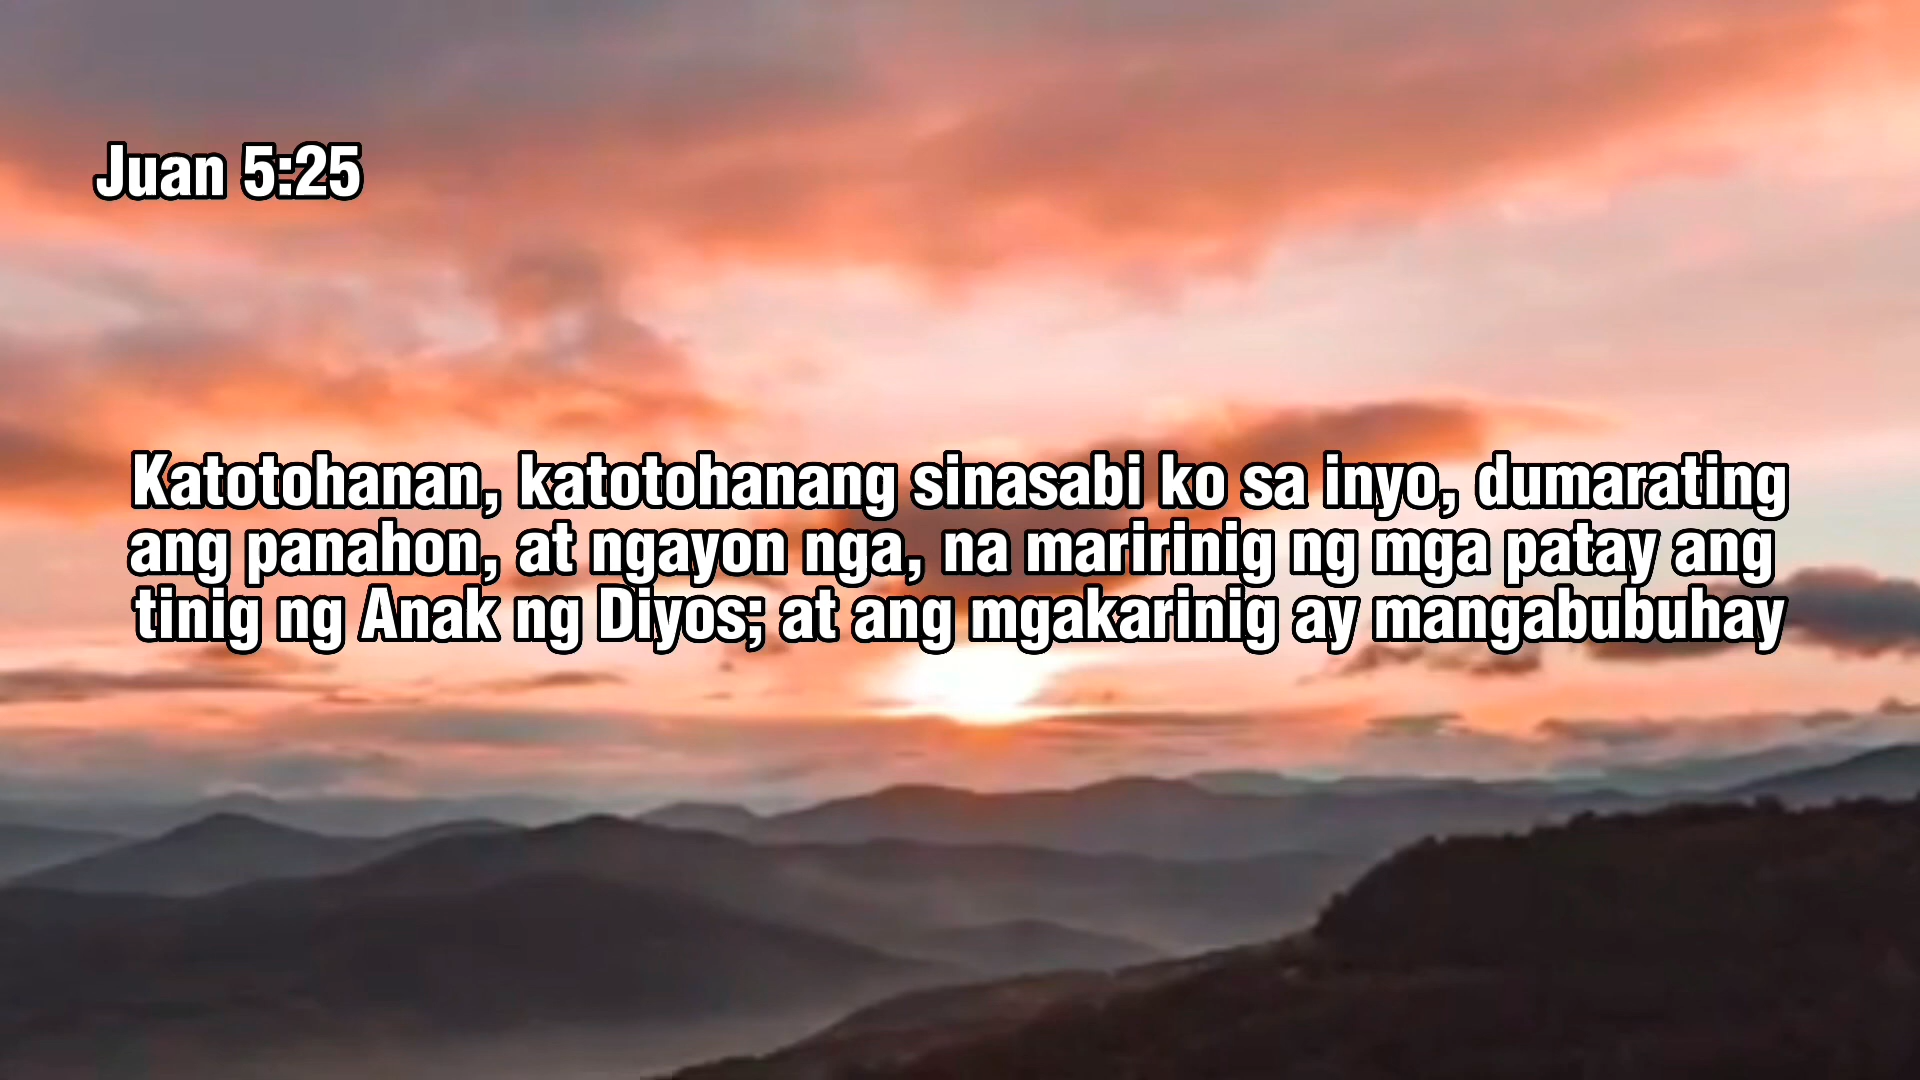 Juan 5:25
Katotohanan, katotohanang sinasabi ko sa inyo, dumarating
ang panahon, at ngayon nga, na maririnig ng mga patay ang
tinig ng Anak ng Diyos; at ang mgakarinig ay mangabubuhay